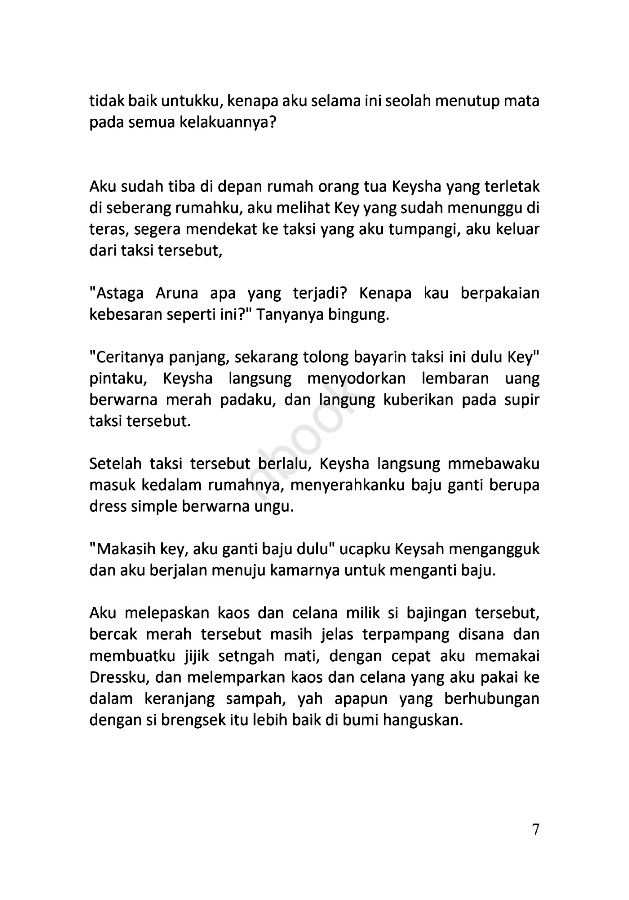 tidak baik untukku, kenapa aku selama ini seolah menutup mata
pada semua kelakuannya?
Aku sudah tiba di depan rumah orang tua Keysha yang terletak
di seberang rumahku, aku melihat Key yang sudah menunggu di
teras, segera mendekat ke taksi yang aku tumpangi, aku keluar
dari taksi tersebut,
"Astaga Aruna apa yang terjadi? Kenapa kau berpakaian
kebesaran seperti ini?" Tanyanya bingung.
"Ceritanya panjang, sekarang tolong bayarin taksi ini dulu Key"
pintaku, Keysha langsung menyodorkan lembaran uang
berwarna merah padaku, dan langung kuberikan pada supir
taksi tersebut.
Setelah taksi tersebut berlalu, Keysha langsung mmebawaku
masuk kedalam rumahnya, menyerahkanku baju ganti berupa
dress simple berwarna ungu.
"Makasih key, aku ganti baju dulu" ucapku Keysah mengangguk
dan aku berjalan menuju kamarnya untuk menganti baju.
Aku melepaskan kaos dan celana milik si bajingan tersebut,
bercak merah tersebut masih jelas terpampang disana dan
membuatku jijik setngah mati, dengan cepat aku memakai
Dressku, dan melemparkan kaos dan celana yang aku pakai ke
dalam keranjang sampah, yah apapun yang berhubungan
dengan si brengsek itu lebih baik di bumi hanguskan.
7